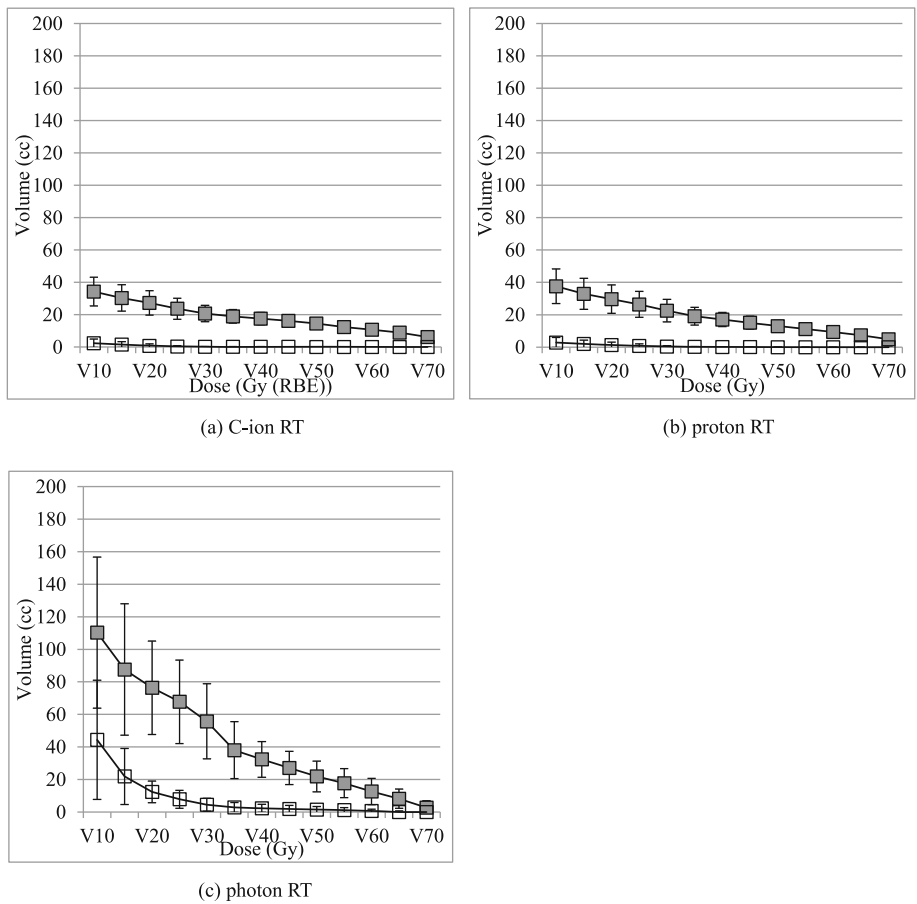 200
180
160
140
120
100
80
60
40
20
0
Volume (cc)
V10 V20 V30 V40 V50 V60 V70
Dose (Gy (RBE))
(a) C-ion RT
200
180
160
140
120
100
80
60
40
20
0
Volume (cc)
V10 V20 V30 V40 V50 V60 V70
Dose (Gy)
(b) proton RT
200
180
160
140
120
100
80
60
40
20
0
Volume (cc)
V10 V20 V30 V40 V50 V60 V70
Dose (Gy)
(c) photon RT